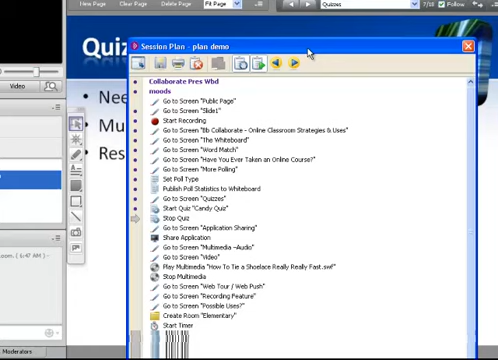 New Page Clear Page Delete Page Fit Page Quizzes 7/18 Follow
Quiz
Session Plan - plan demo
Video
• Nee
• Mu
• Res
Collaborate Pres Wbd
moods
Go to Screen "Public Page"
Go to Screen "Slide1"
Start Recording
Go to Screen "Bb Collaborate - Online Classroom Strategies & Uses"
Go to Screen "The Whiteboard"
Go to Screen "Word Match"
Go to Screen "Have You Ever Taken an Online Course?"
Go to Screen "More Polling"
Set Poll Type
Publish Poll Statistics to Whiteboard
Go to Screen "Quizzes"
Start Quiz "Candy Quiz"
Stop Quiz
Go to Screen "Application Sharing"
Share Application
Go to Screen "Multimedia ~Audio"
Go to Screen "Video"
Play Multimedia "How To Tie a Shoelace Really Really Fast.swf"
Stop Multimedia
Go to Screen "Web Tour / Web Push"
Go to Screen "Recording Feature"
Go to Screen "Possible Uses?"
Create Room "Elementary"
Start Timer
room. ( 6:47 AM )
Moderators